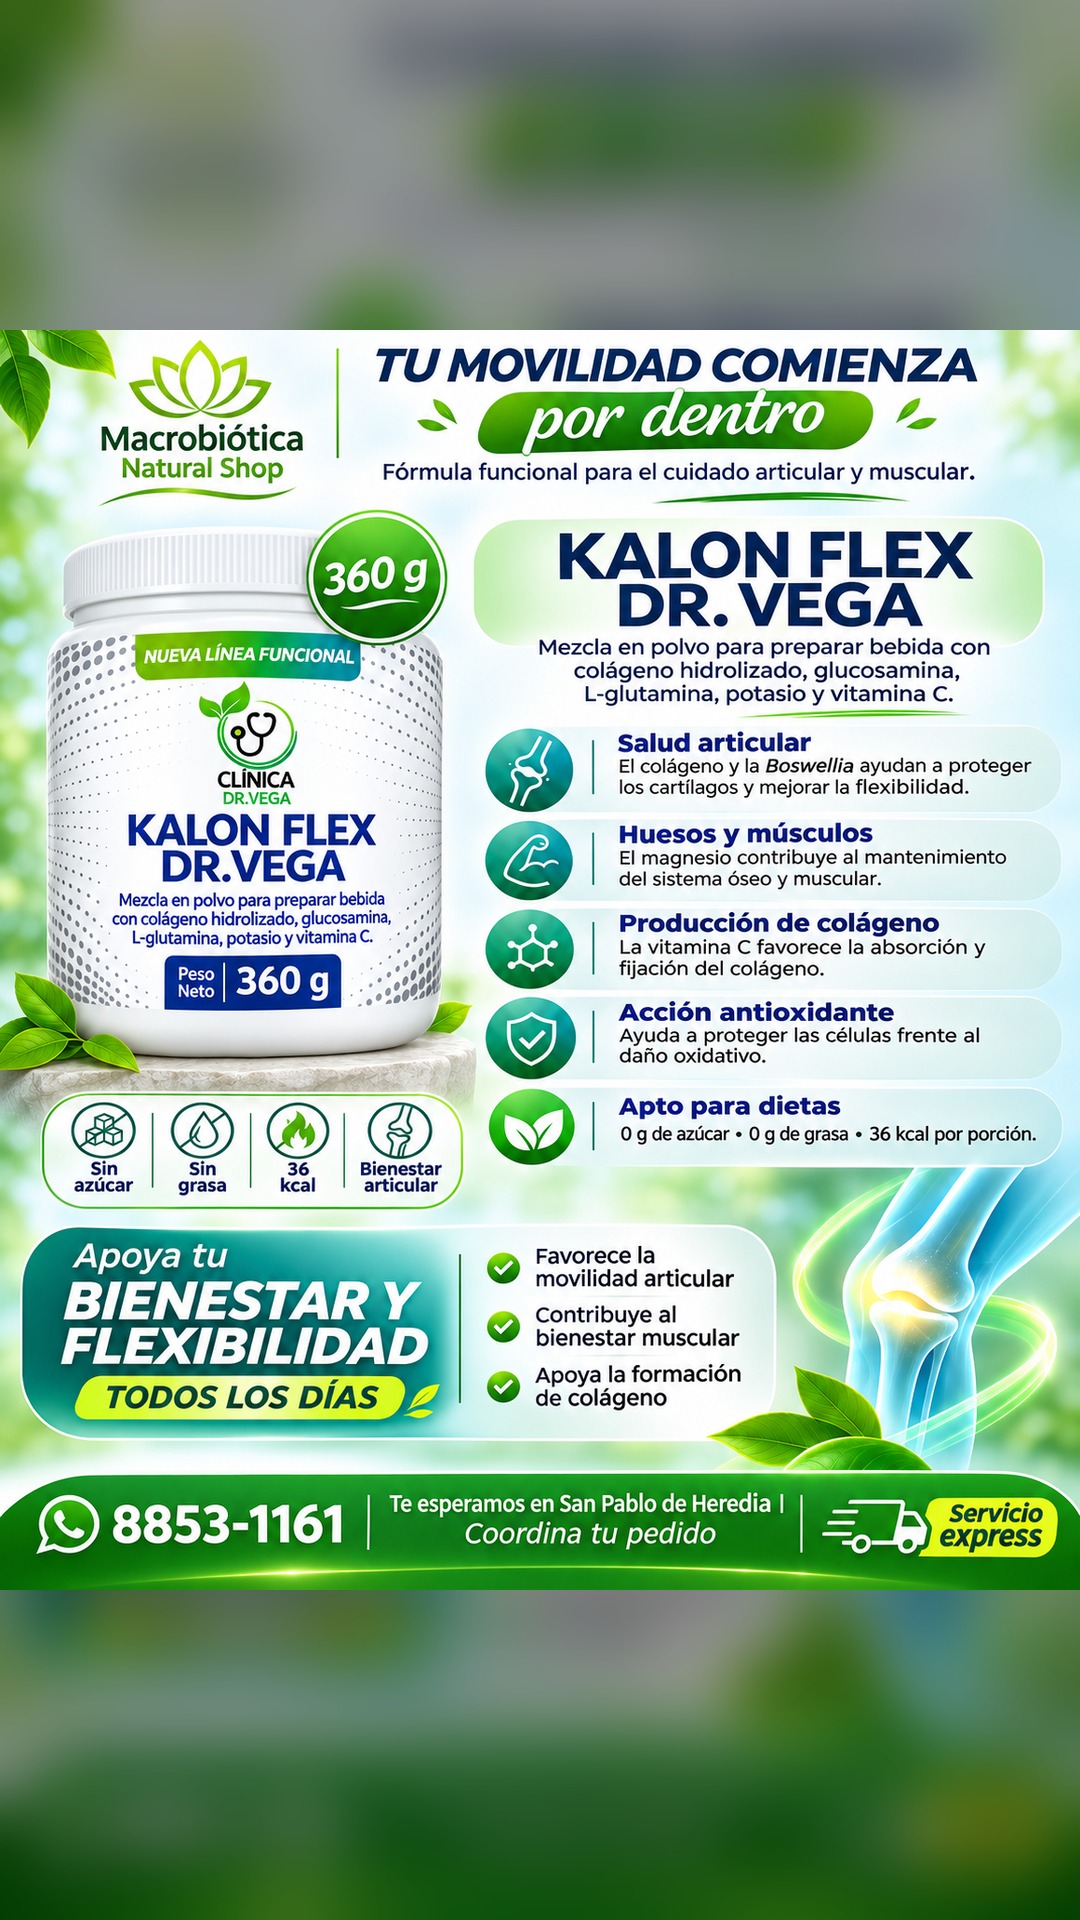 Macrobiótica
Natural Shop
TU MOVILIDAD COMIENZA
por dentro
Fórmula funcional para el cuidado articular y muscular.
360 g
NUEVA LÍNEA FUNCIONAL
CLÍNICA
DR.VEGA
KALON FLEX
DR.VEGA
Mezcla en polvo para preparar bebida
con colágeno hidrolizado, glucosamina,
L-glutamina, potasio y vitamina C.
Peso
Neto
360 g
KALON FLEX
DR. VEGA
Mezcla en polvo para preparar bebida con
colágeno hidrolizado, glucosamina,
L-glutamina, potasio y vitamina C.
Salud articular
El colágeno y la Boswellia ayudan a proteger
los cartílagos y mejorar la flexibilidad.
Huesos y músculos
El magnesio contribuye al mantenimiento
del sistema óseo y muscular.
Producción de colágeno
La vitamina C favorece la absorción y
fijación del colágeno.
Acción antioxidante
Ayuda a proteger las células frente al
daño oxidativo.
Apto para dietas
0 g de azúcar • 0 g de grasa • 36 kcal por porción.
Sin
azúcar
Sin
grasa
36
kcal
Bienestar
articular
Apoya tu
BIENESTAR Y
FLEXIBILIDAD
TODOS LOS DÍAS
Favorece la
movilidad articular
Contribuye al
bienestar muscular
Apoya la formación
de colágeno
8853-1161
Te esperamos en San Pablo de Heredia |
Coordina tu pedido
Servicio
express